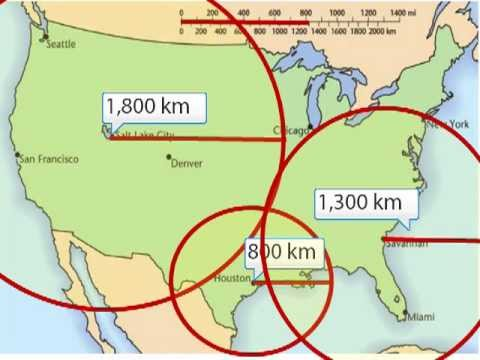 0 200 400 600 800 1000 1400 mi
0 200 400 600 800 1000 1200 1400 1600 1800 2000 km
Seattle
1,800 km
Salt Lake City
Chicago
New York
San Francisco
Denver
1,300 km
Savannah
800 km
Houston
Miami